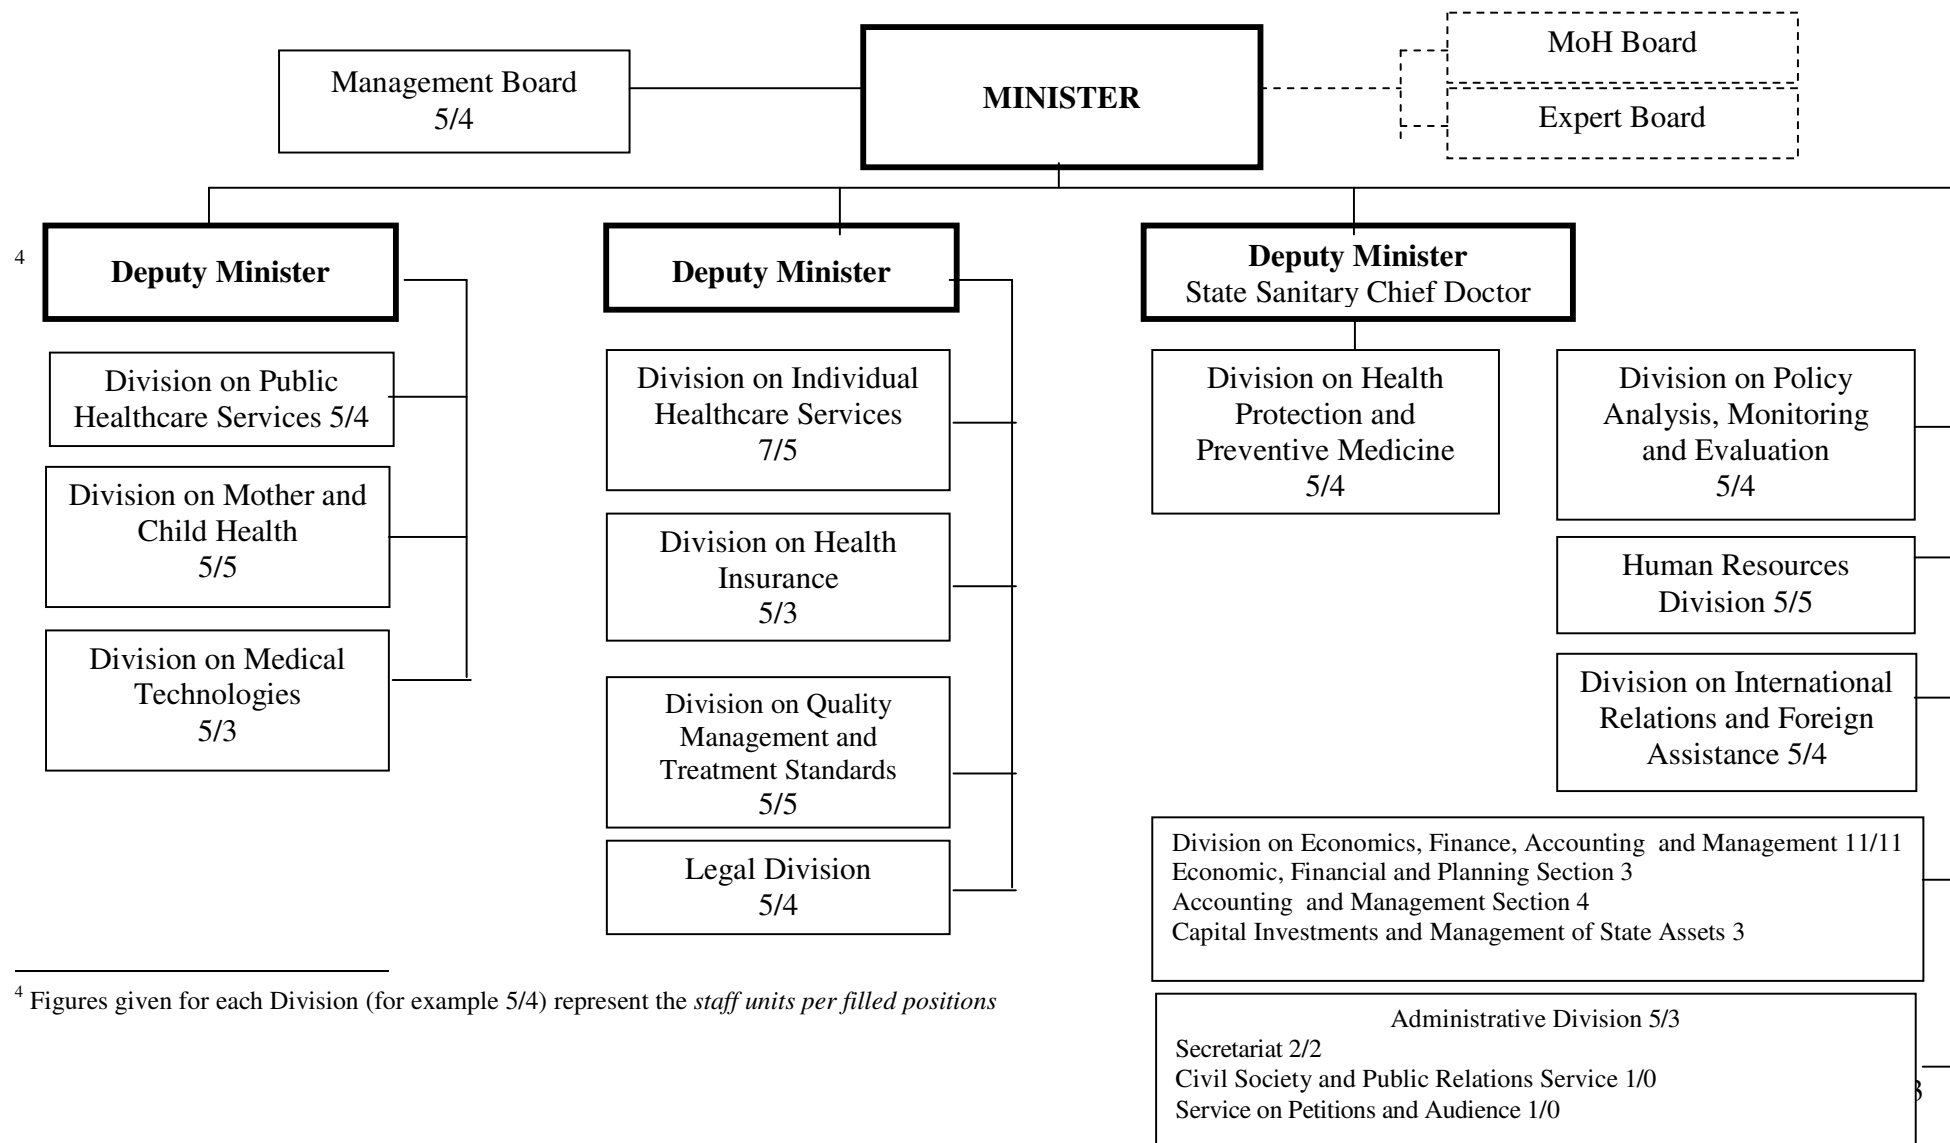 Management Board
5/4
MINISTER
MoH Board
Expert Board
4
Deputy Minister
Deputy Minister
Deputy Minister
State Sanitary Chief Doctor
Division on Public
Healthcare Services 5/4
Division on Mother and
Child Health
5/5
Division on Medical
Technologies
5/3
Division on Individual
Healthcare Services
7/5
Division on Health
Insurance
5/3
Division on Quality
Management and
Treatment Standards
5/5
Legal Division
5/4
Division on Health
Protection and
Preventive Medicine
5/4
Division on Policy
Analysis, Monitoring
and Evaluation
5/4
Human Resources
Division 5/5
Division on International
Relations and Foreign
Assistance 5/4
Division on Economics, Finance, Accounting  and Management 11/11
Economic, Financial and Planning Section 3
Accounting  and Management Section 4
Capital Investments and Management of State Assets 3
Administrative Division 5/3
Secretariat 2/2
Civil Society and Public Relations Service 1/0
Service on Petitions and Audience 1/0
4 Figures given for each Division (for example 5/4) represent the staff units per filled positions